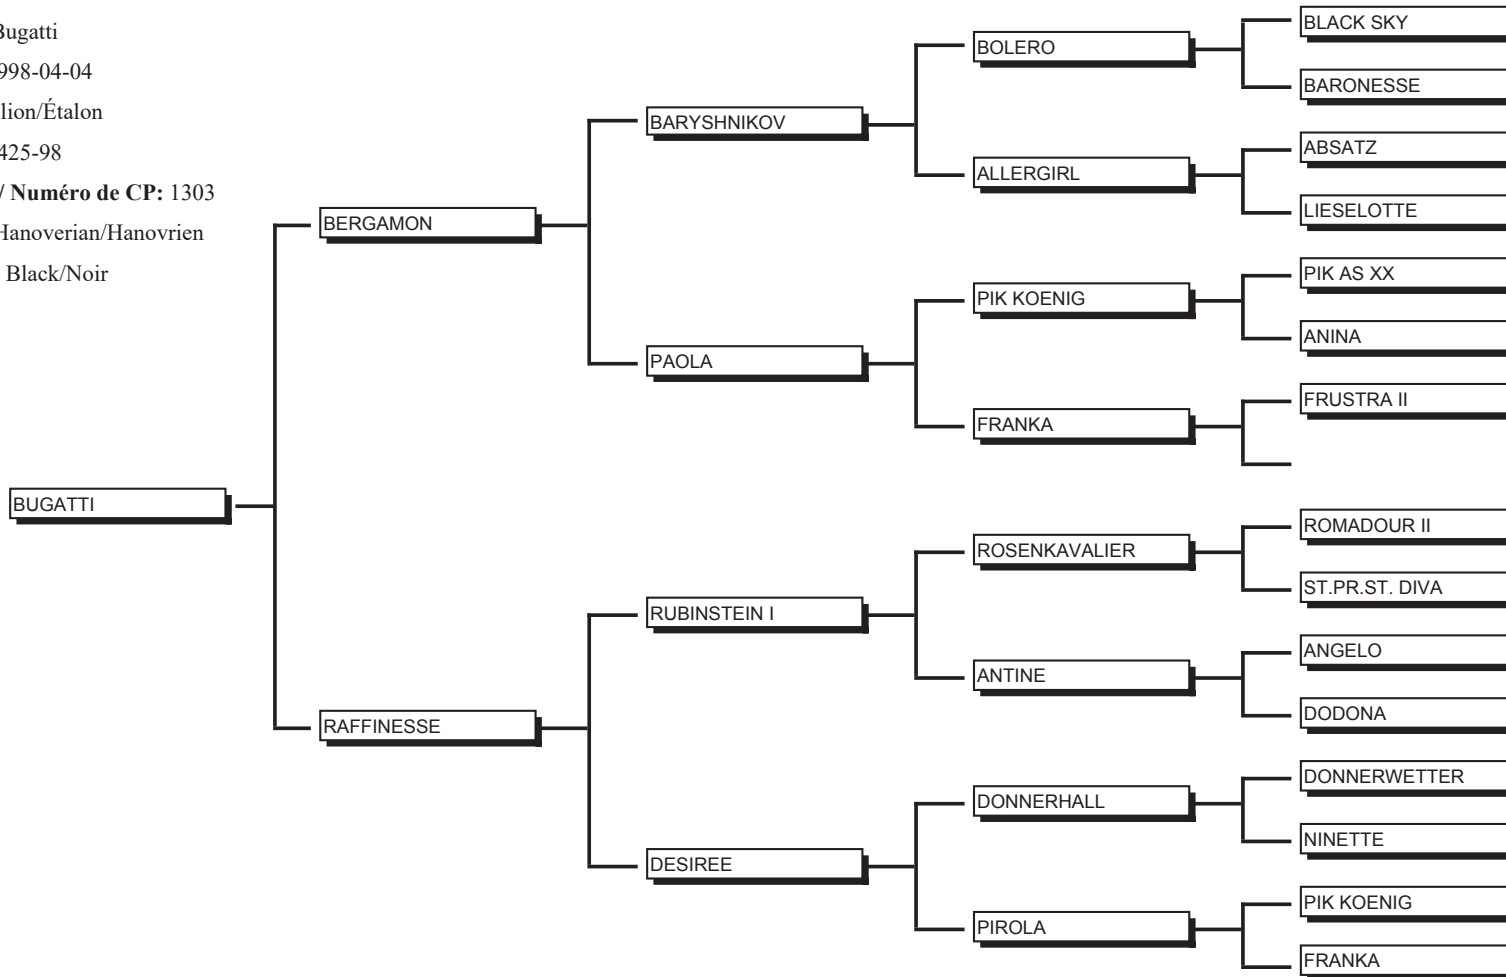 Bugatti
998-04-04
lion/Étalon
425-98
/ Numéro de CP: 1303
Hanoverian/Hanovrien
Black/Noir
BUGATTI
BERGAMON
RAFFINESSE
BARYSHNIKOV
PAOLA
RUBINSTEIN I
DESIREE
BOLERO
ALLERGIRL
PIK KOENIG
FRANKA
ROSENKAVALIER
ANTINE
DONNERHALL
PIROLA
BLACK SKY
BARONESSE
ABSATZ
LIESELOTTE
PIK AS XX
ANINA
FRUSTRA II
ROMADOUR II
ST.PR.ST. DIVA
ANGELO
DODONA
DONNERWETTER
NINETTE
PIK KOENIG
FRANKA